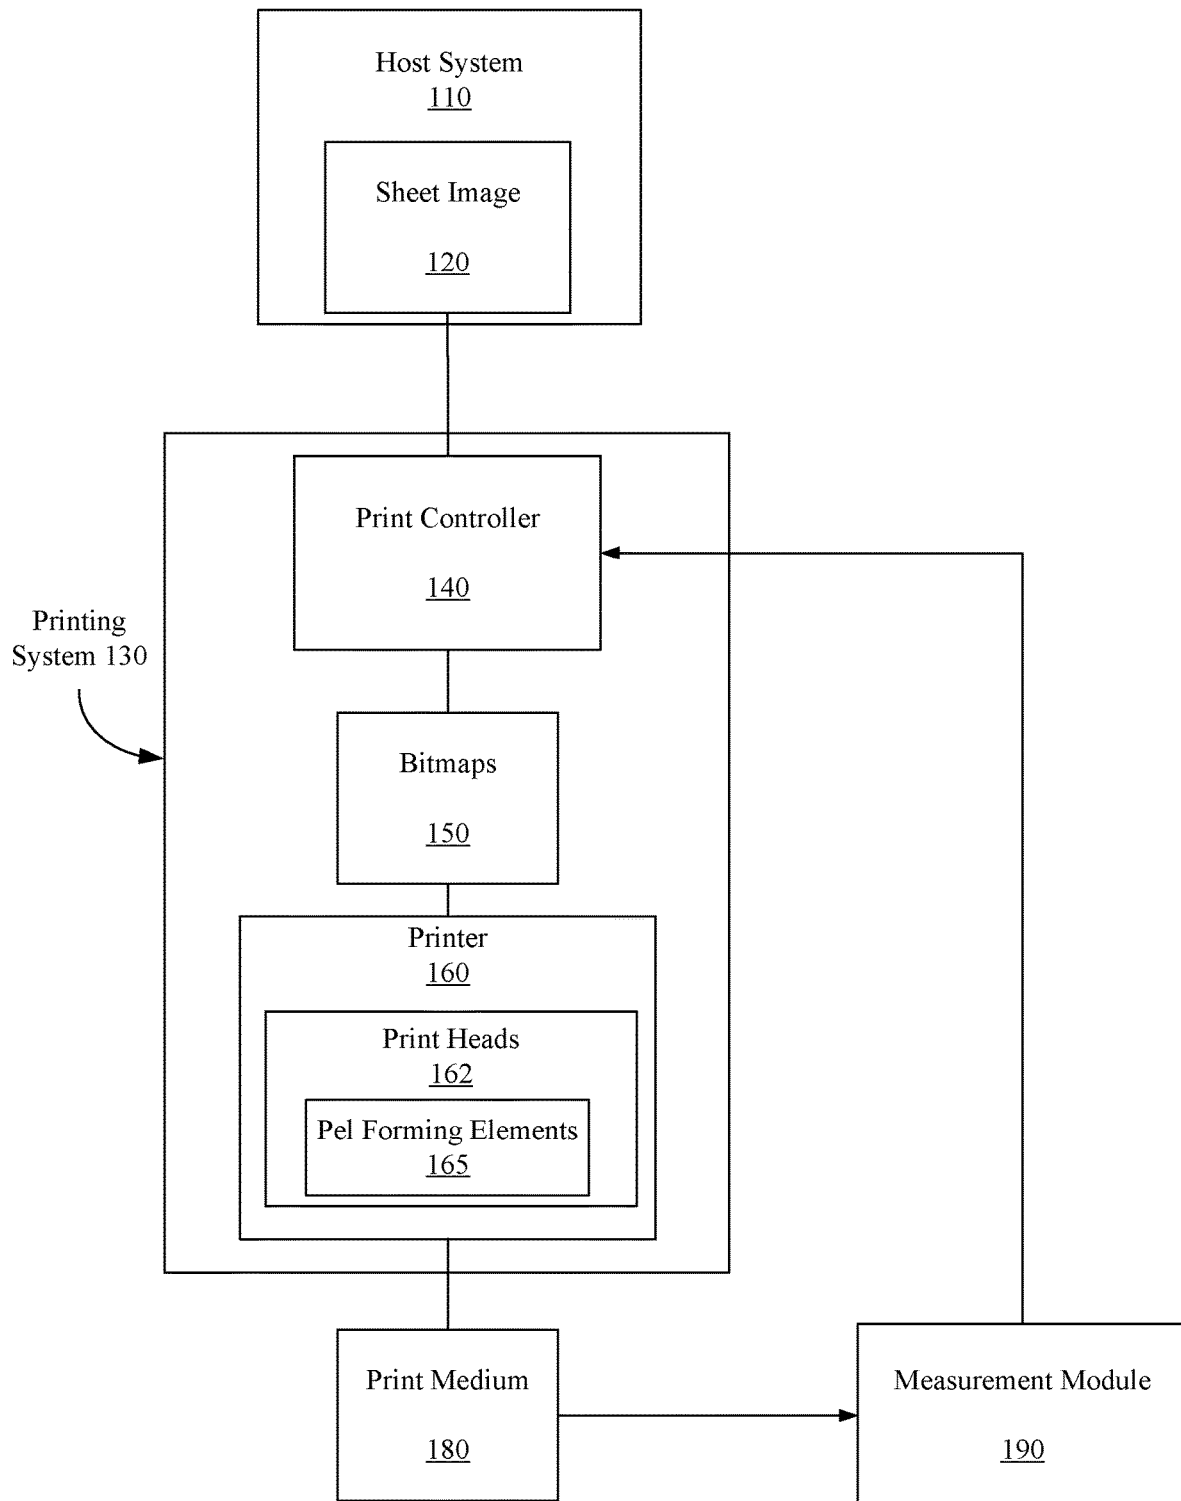 Host System
110
Sheet Image
120
Print Controller
140
Printing
System 130
Bitmaps
150
Printer
160
Print Heads
162
Pel Forming Elements
165
Print Medium
180
Measurement Module
190